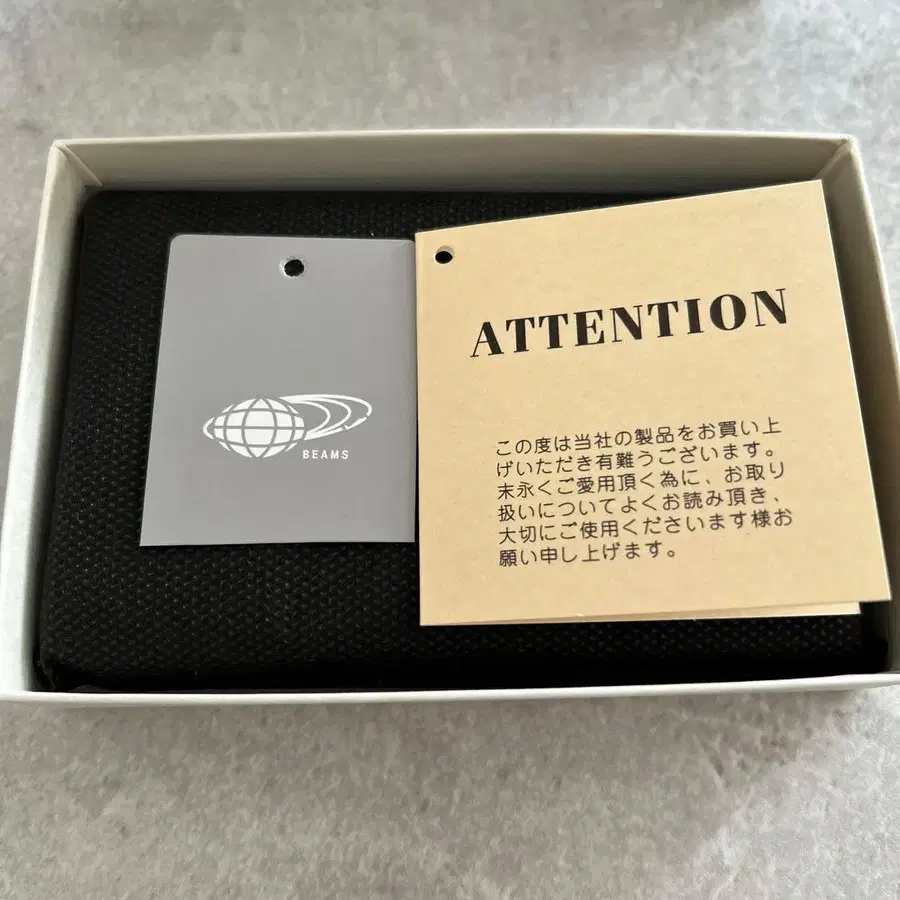 BEAMS
ATTENTION
この度は当社の製品をお買い上
げいただき有難うございます。
末永くご愛用頂く為に、お取り
扱いについてよくお読み頂き、
大切にご使用くださいます様お
願い申し上げます。